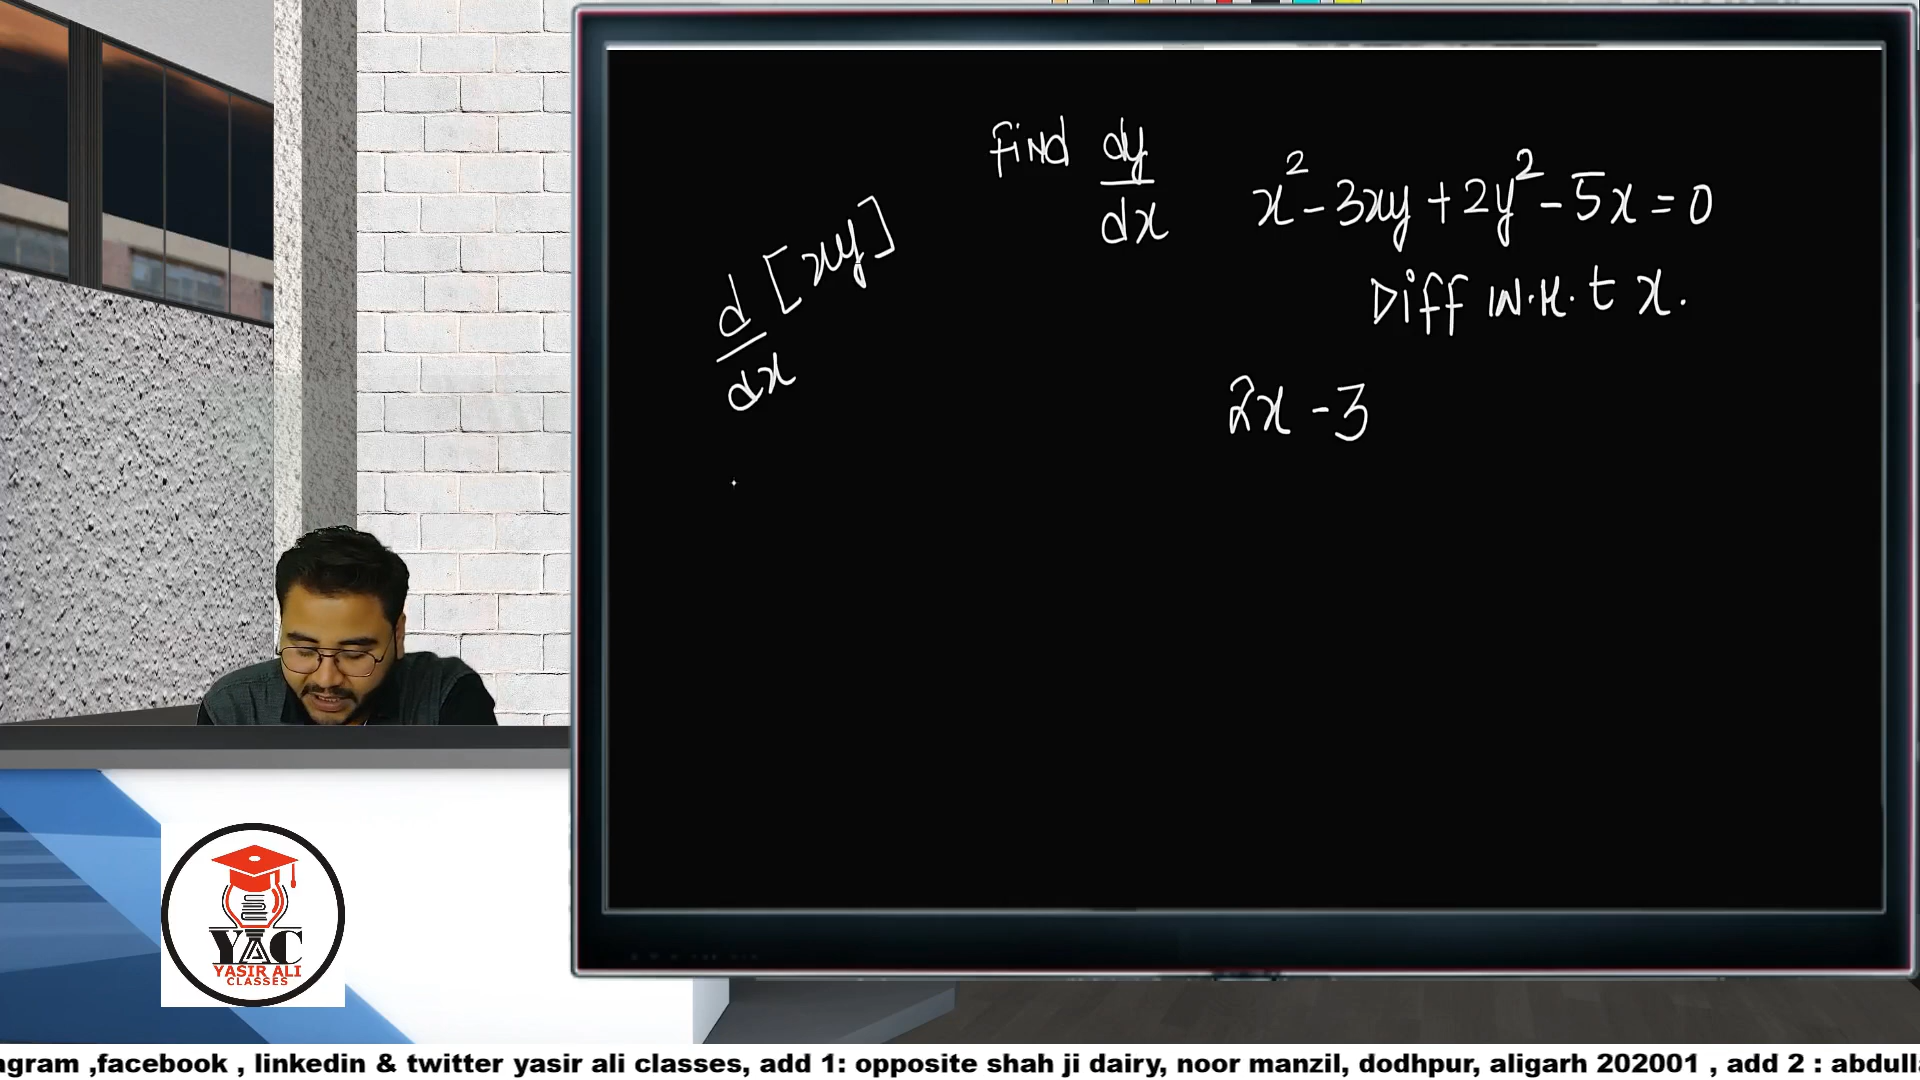 find dy/dx x² - 3xy + 2y² - 5x = 0
Diff w.r.t x.
d/dx [xy]
2x - 3
YAC
YASIR ALI
CLASSES
agram ,facebook , linkedin & twitter yasir ali classes, add 1: opposite shah ji dairy, noor manzil, dodhpur, aligarh 202001 , add 2 : abdull